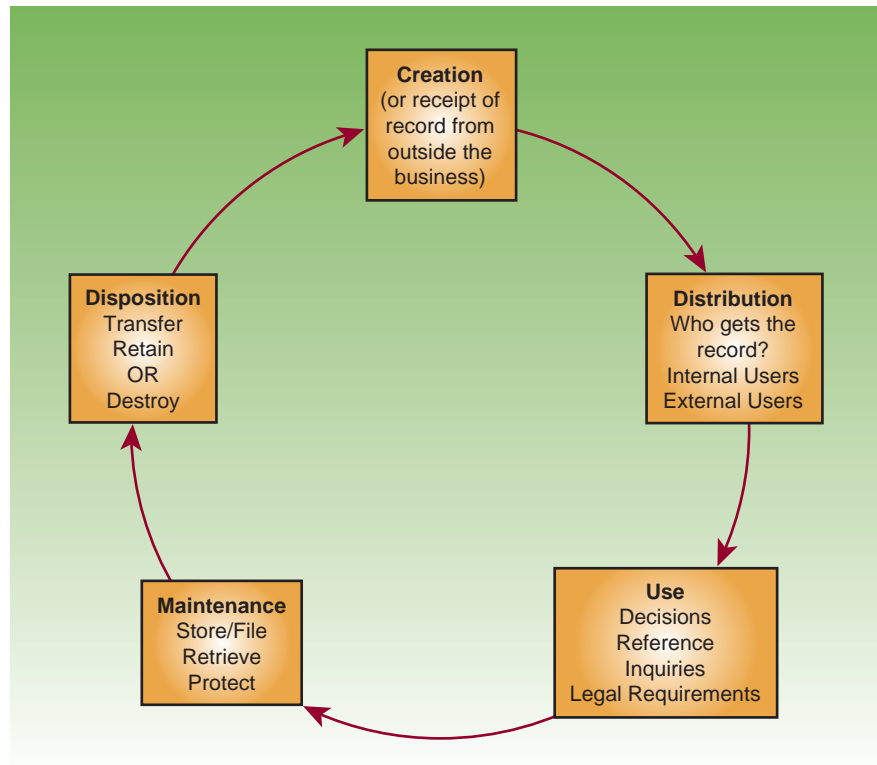 Creation
(or receipt of
record from
outside the
business)
Distribution
Who gets the
record?
Internal Users
External Users
Use
Decisions
Reference
Inquiries
Legal Requirements
Maintenance
Store/File
Retrieve
Protect
Disposition
Transfer
Retain
OR
Destroy